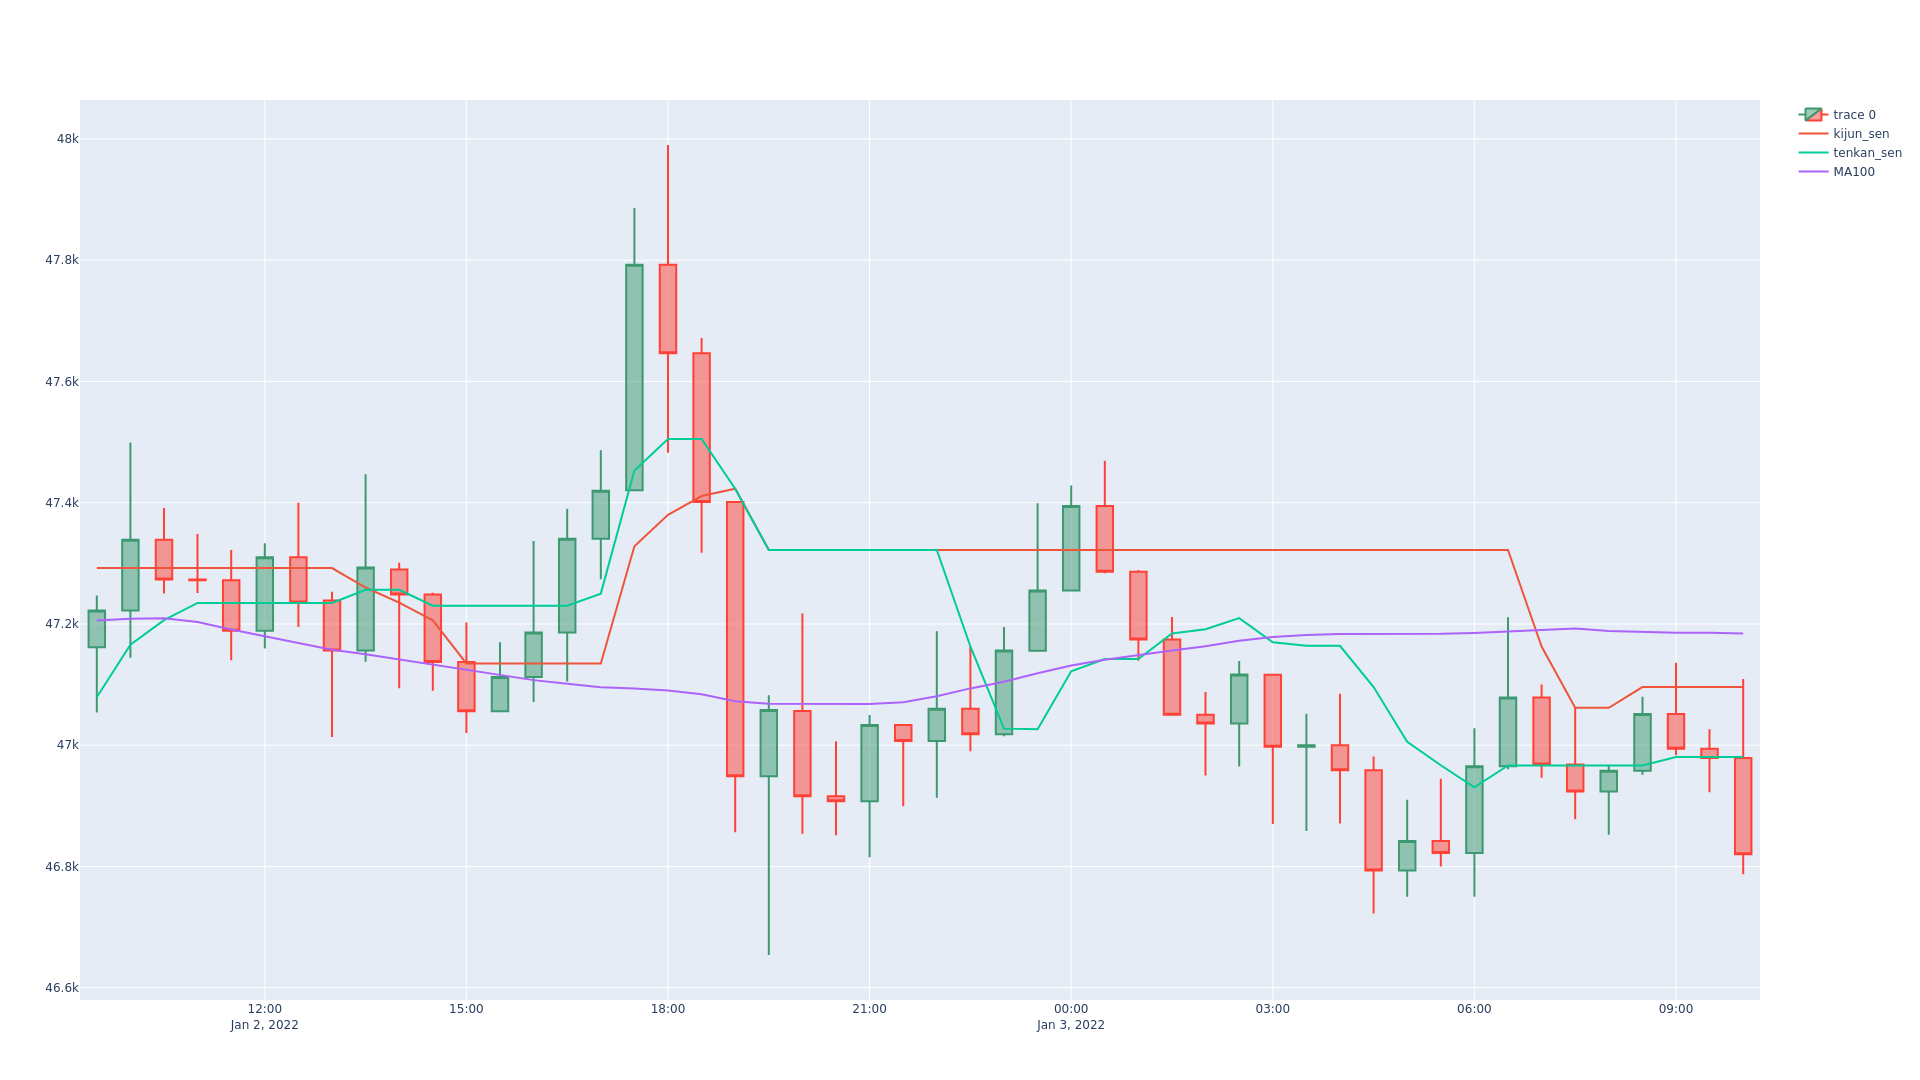 trace 0
kijun_sen
tenkan_sen
MA100
48k
47.8k
47.6k
47.4k
47.2k
47k
46.8k
46.6k
12:00 15:00 18:00 21:00 00:00 03:00 06:00 09:00
Jan 2, 2022 Jan 3, 2022